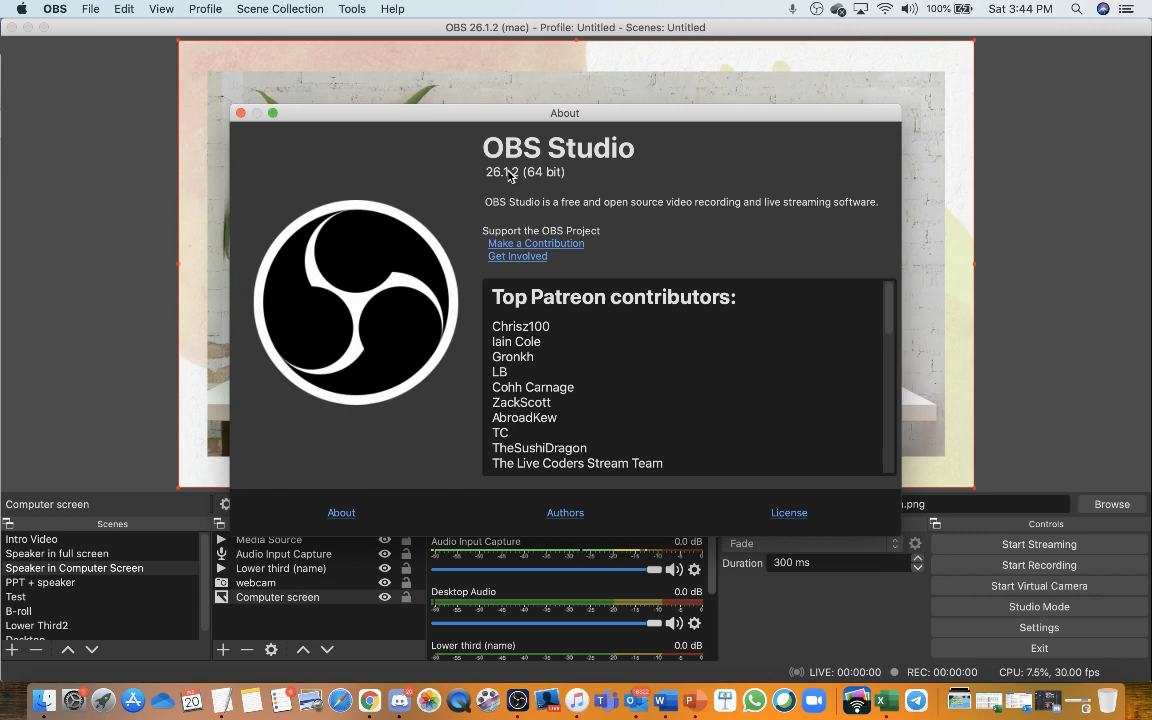 OBS File Edit View Profile Scene Collection Tools Help 100% Sat 3:44 PM
OBS 26.1.2 (mac) - Profile: Untitled - Scenes: Untitled
About
OBS Studio
26.1.2 (64 bit)
OBS Studio is a free and open source video recording and live streaming software.
Support the OBS Project
Make a Contribution
Get Involved
Top Patreon contributors:
Chrisz100
Iain Cole
Gronkh
LB
Cohh Carnage
ZackScott
AbroadKew
TC
TheSushiDragon
The Live Coders Stream Team
About Authors License
Computer screen
.png Browse
Scenes
Intro Video
Speaker in full screen
Speaker in Computer Screen
PPT + speaker
Test
B-roll
Lower Third2
Desktop
Media Source
Audio Input Capture
Lower third (name)
webcam
Computer screen
Audio Input Capture 0.0 dB
Desktop Audio 0.0 dB
Lower third (name) 0.0 dB
Fade
Duration 300 ms
Controls
Start Streaming
Start Recording
Start Virtual Camera
Studio Mode
Settings
Exit
LIVE: 00:00:00 REC: 00:00:00 CPU: 7.5%, 30.00 fps